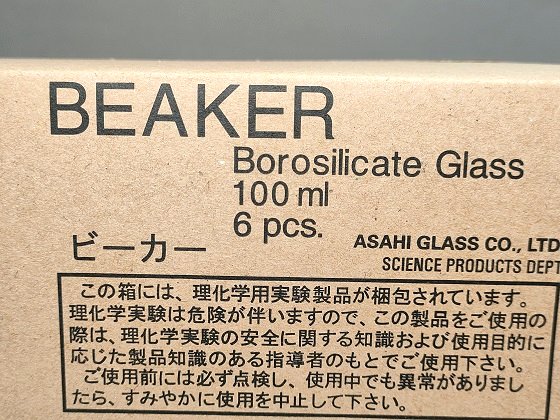 BEAKER
Borosilicate Glass
100 ml
6 pcs.
ビーカー
ASAHI GLASS CO., LTD
SCIENCE PRODUCTS DEPT
この箱には、理化学用実験製品が梱包されています。
理化学実験は危険が伴いますので、この製品をご使用の
際は、理化学実験の安全に関する知識および使用目的に
応じた製品知識のある指導者のもとでご使用下さい。
ご使用前には必ず点検し、使用中でも異常がありまし
たら、すみやかに使用を中止して下さい。